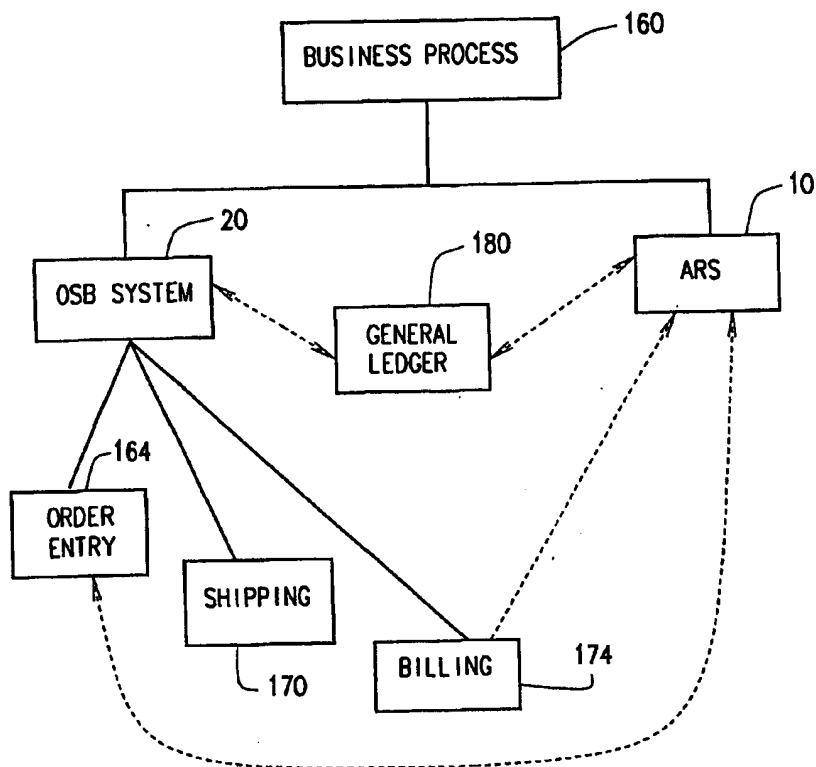 160
BUSINESS PROCESS
10
20
180
OSB SYSTEM
ARS
GENERAL
LEDGER
164
ORDER
ENTRY
SHIPPING
170
BILLING
174